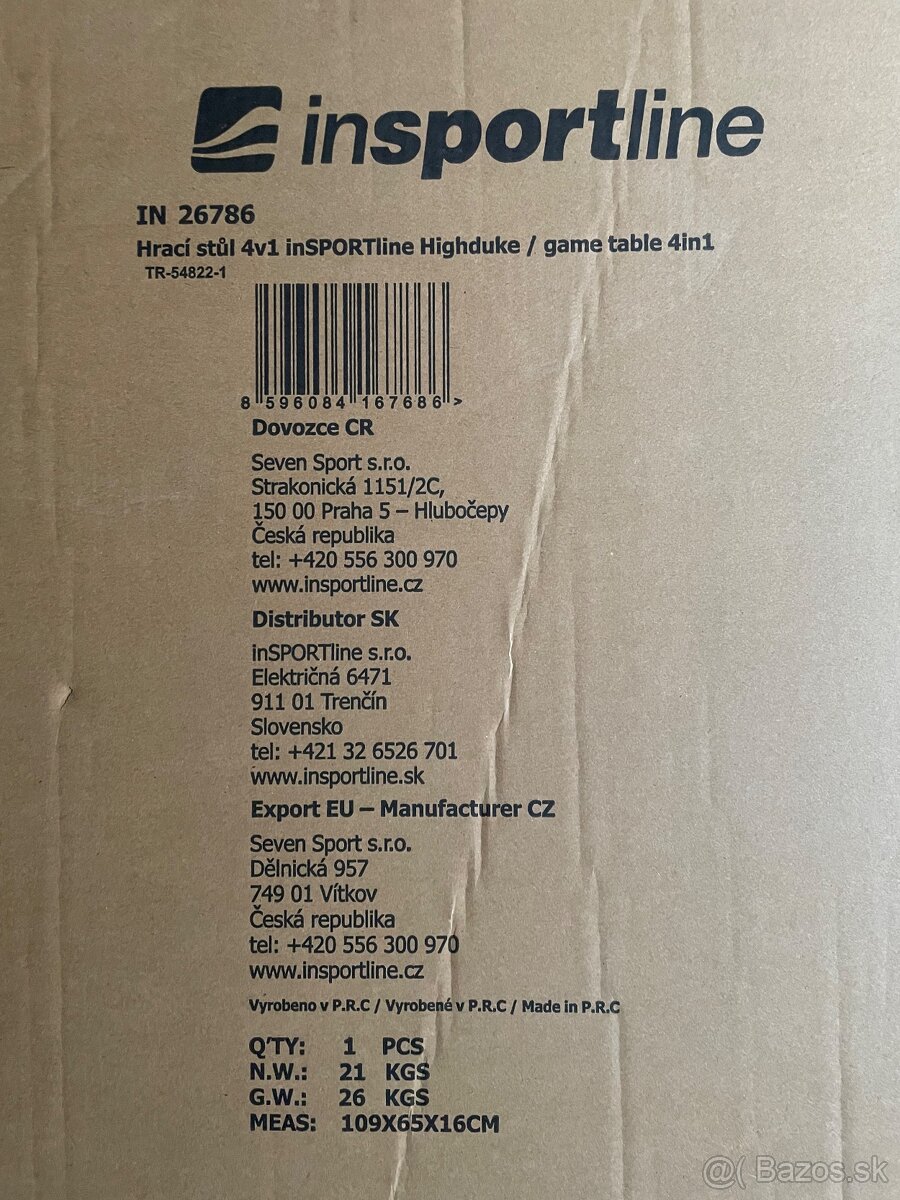 insportline
IN 26786
Hrací stůl 4v1 inSPORTline Highduke / game table 4in1
TR-54822-1
8 596084 167686 >
Dovozce CR
Seven Sport s.r.o.
Strakonická 1151/2C,
150 00 Praha 5 – Hlubočepy
Česká republika
tel: +420 556 300 970
www.insportline.cz
Distributor SK
inSPORTline s.r.o.
Električná 6471
911 01 Trenčín
Slovensko
tel: +421 32 6526 701
www.insportline.sk
Export EU – Manufacturer CZ
Seven Sport s.r.o.
Dělnická 957
749 01 Vítkov
Česká republika
tel: +420 556 300 970
www.insportline.cz
Vyrobeno v P.R.C / Vyrobené v P.R.C / Made in P.R.C
Q'TY: 1 PCS
N.W.: 21 KGS
G.W.: 26 KGS
MEAS: 109X65X16CM
@( Bazos.sk